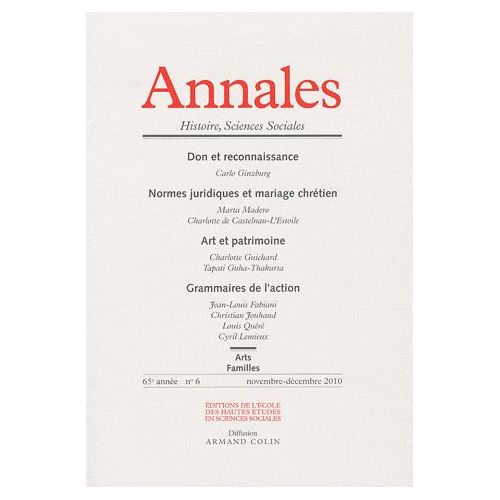 Annales
Histoire, Sciences Sociales
Don et reconnaissance
Carlo Ginzburg
Normes juridiques et mariage chrétien
Marta Madero
Charlotte de Castelnau-L'Estoile
Art et patrimoine
Charlotte Guichard
Tapati Guha-Thakurta
Grammaires de l'action
Jean-Louis Fabiani
Christian Jouhaud
Louis Quéré
Cyril Lemieux
Arts
Familles
65e année n° 6 novembre-décembre 2010
ÉDITIONS DE L'ÉCOLE
DES HAUTES ÉTUDES
EN SCIENCES SOCIALES
Diffusion
ARMAND COLIN